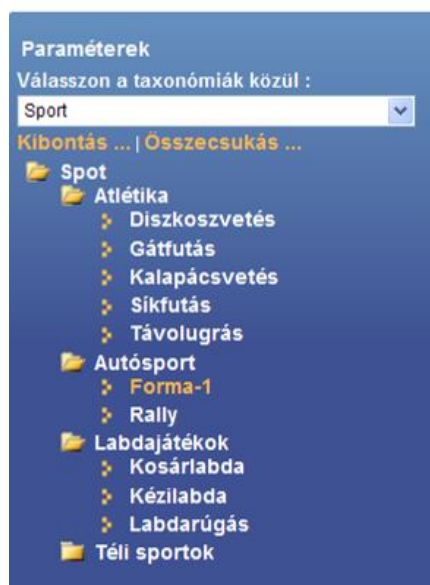 Paraméterek
Válasszon a taxonómiák közül :
Sport
Kibontás ... | Összecsukás ...
Spot
Atlétika
Diszkoszvetés
Gátfutás
Kalapácsvetés
Síkfutás
Távolugrás
Autósport
Forma-1
Rally
Labdajátékok
Kosárlabda
Kézilabda
Labdarúgás
Téli sportok